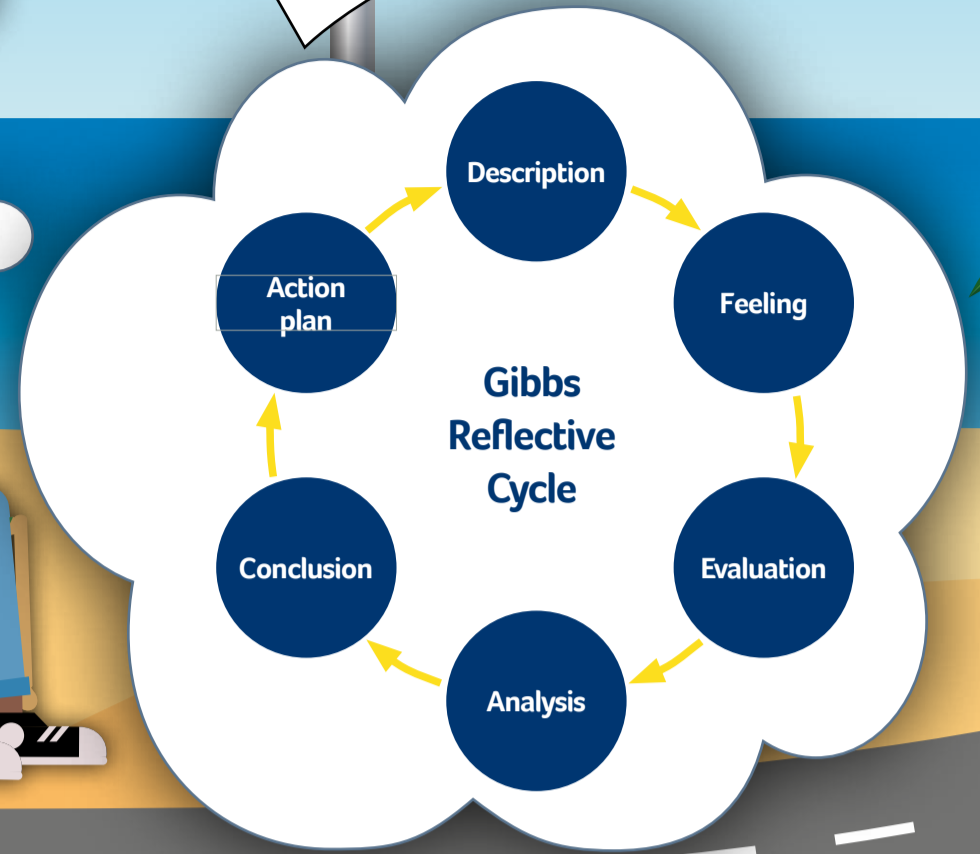 Description
Feeling
Evaluation
Analysis
Conclusion
Action
plan
Gibbs
Reflective
Cycle